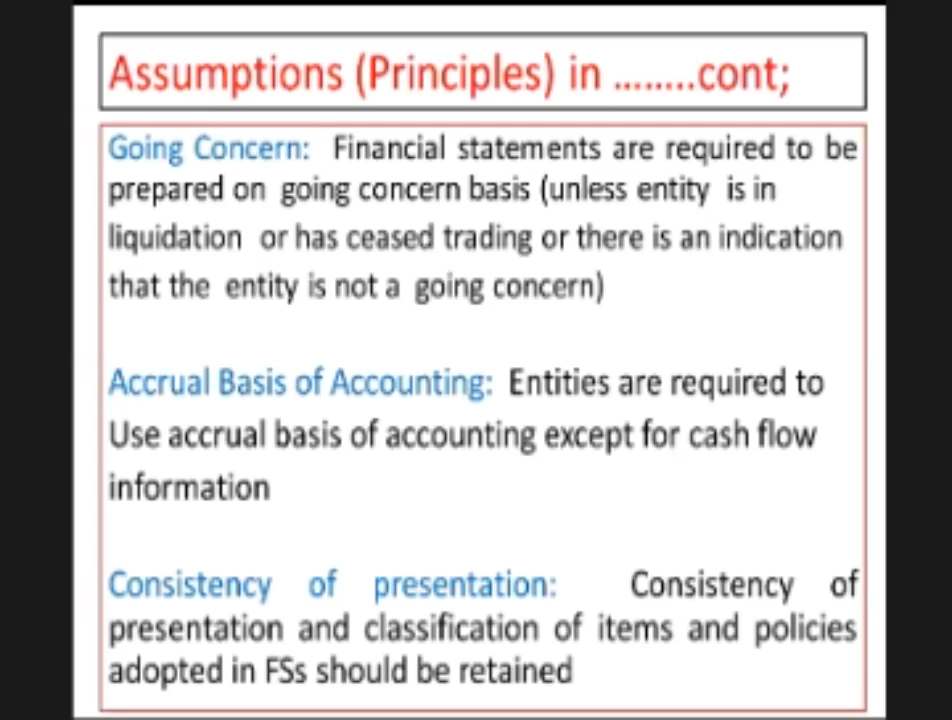 Assumptions (Principles) in ........cont;
Going Concern: Financial statements are required to be
prepared on going concern basis (unless entity is in
liquidation or has ceased trading or there is an indication
that the entity is not a going concern)
Accrual Basis of Accounting: Entities are required to
Use accrual basis of accounting except for cash flow
information
Consistency of presentation: Consistency of
presentation and classification of items and policies
adopted in FSs should be retained